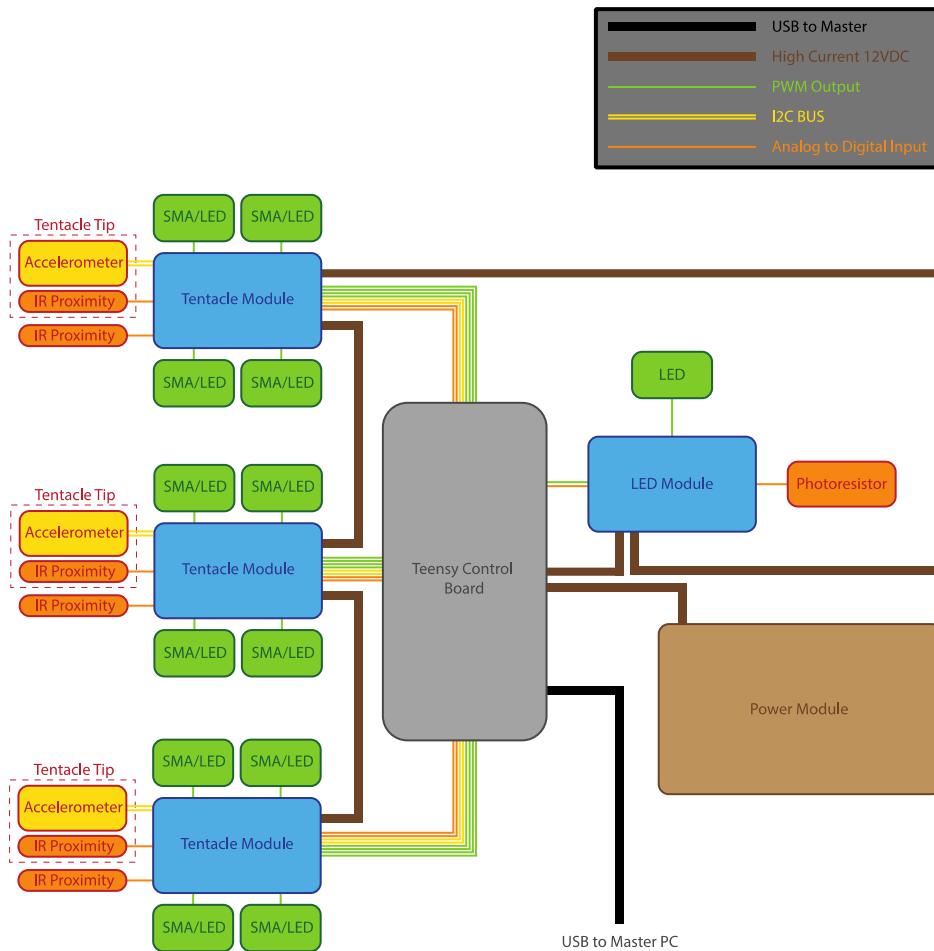 USB to Master
High Current 12VDC
PWM Output
I2C BUS
Analog to Digital Input
SMA/LED
SMA/LED
Tentacle Tip
Accelerometer
IR Proximity
IR Proximity
Tentacle Module
SMA/LED
SMA/LED
LED
SMA/LED
SMA/LED
Tentacle Tip
Accelerometer
IR Proximity
IR Proximity
Tentacle Module
SMA/LED
SMA/LED
Teensy Control
Board
LED Module
Photoresistor
Power Module
SMA/LED
SMA/LED
Tentacle Tip
Accelerometer
IR Proximity
IR Proximity
Tentacle Module
SMA/LED
SMA/LED
USB to Master PC